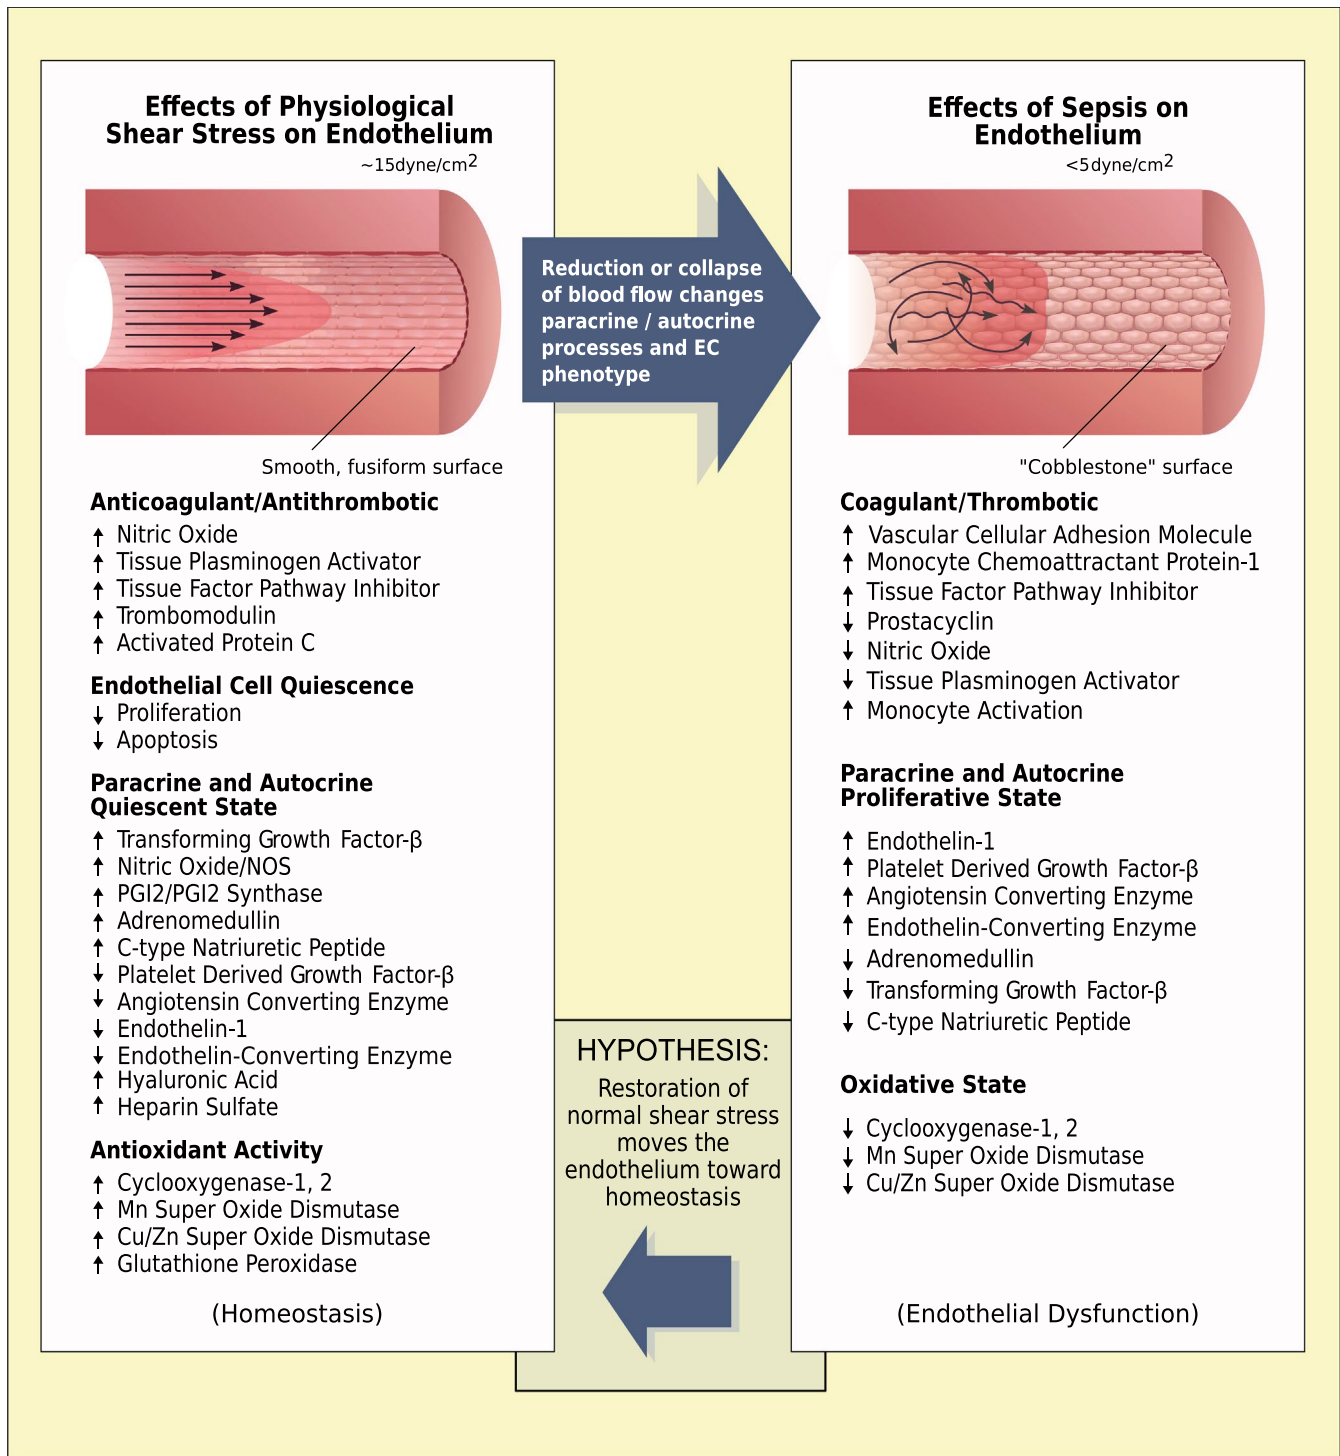 Effects of Physiological
Shear Stress on Endothelium
~15dyne/cm2
Smooth, fusiform surface
Anticoagulant/Antithrombotic
↑ Nitric Oxide
↑ Tissue Plasminogen Activator
↑ Tissue Factor Pathway Inhibitor
↑ Trombomodulin
↑ Activated Protein C
Endothelial Cell Quiescence
↓ Proliferation
↓ Apoptosis
Paracrine and Autocrine
Quiescent State
↑ Transforming Growth Factor-β
↑ Nitric Oxide/NOS
↑ PGI2/PGI2 Synthase
↑ Adrenomedullin
↑ C-type Natriuretic Peptide
↓ Platelet Derived Growth Factor-β
↓ Angiotensin Converting Enzyme
↓ Endothelin-1
↓ Endothelin-Converting Enzyme
↑ Hyaluronic Acid
↑ Heparin Sulfate
Antioxidant Activity
↑ Cyclooxygenase-1, 2
↑ Mn Super Oxide Dismutase
↑ Cu/Zn Super Oxide Dismutase
↑ Glutathione Peroxidase
(Homeostasis)
Reduction or collapse
of blood flow changes
paracrine / autocrine
processes and EC
phenotype
Effects of Sepsis on
Endothelium
<5dyne/cm2
"Cobblestone" surface
Coagulant/Thrombotic
↑ Vascular Cellular Adhesion Molecule
↑ Monocyte Chemoattractant Protein-1
↑ Tissue Factor Pathway Inhibitor
↓ Prostacyclin
↓ Nitric Oxide
↓ Tissue Plasminogen Activator
↑ Monocyte Activation
Paracrine and Autocrine
Proliferative State
↑ Endothelin-1
↑ Platelet Derived Growth Factor-β
↑ Angiotensin Converting Enzyme
↑ Endothelin-Converting Enzyme
↓ Adrenomedullin
↓ Transforming Growth Factor-β
↓ C-type Natriuretic Peptide
Oxidative State
↓ Cyclooxygenase-1, 2
↓ Mn Super Oxide Dismutase
↓ Cu/Zn Super Oxide Dismutase
(Endothelial Dysfunction)
HYPOTHESIS:
Restoration of
normal shear stress
moves the
endothelium toward
homeostasis